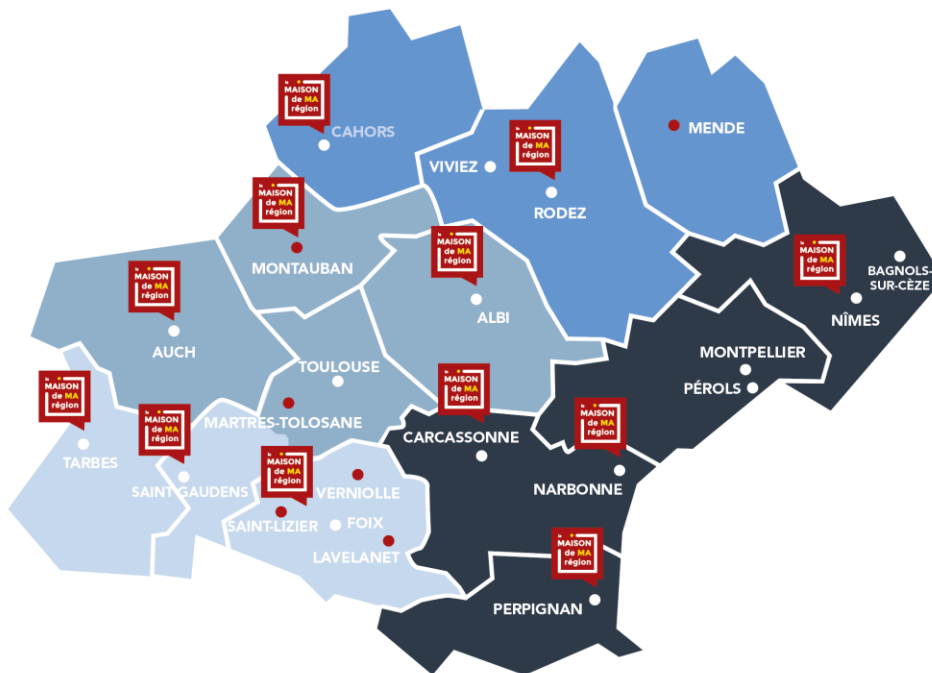 la
MAISON
de MA
région
CAHORS
la
MAISON
de MA
région
VIVIEZ
RODEZ
MENDE
la
MAISON
de MA
région
MONTAUBAN
la
MAISON
de MA
région
ALBI
la
MAISON
de MA
région
NÎMES
BAGNOLS-
SUR-CÈZE
la
MAISON
de MA
région
AUCH
TOULOUSE
MARTRES-TOLOSANE
MONTPELLIER
PÉROLS
la
MAISON
de MA
région
TARBES
la
MAISON
de MA
région
SAINT-GAUDENS
la
MAISON
de MA
région
CARCASSONNE
la
MAISON
de MA
région
NARBONNE
la
MAISON
de MA
région
SAINT-LIZIER
VERNIOLLE
FOIX
LAVELANET
la
MAISON
de MA
région
PERPIGNAN